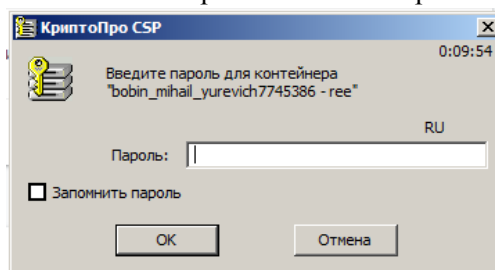 КриптоПро CSP
0:09:54
Введите пароль для контейнера
"bobin_mihail_yurevich7745386 - ree"
RU
Пароль:
Запомнить пароль
OK Отмена